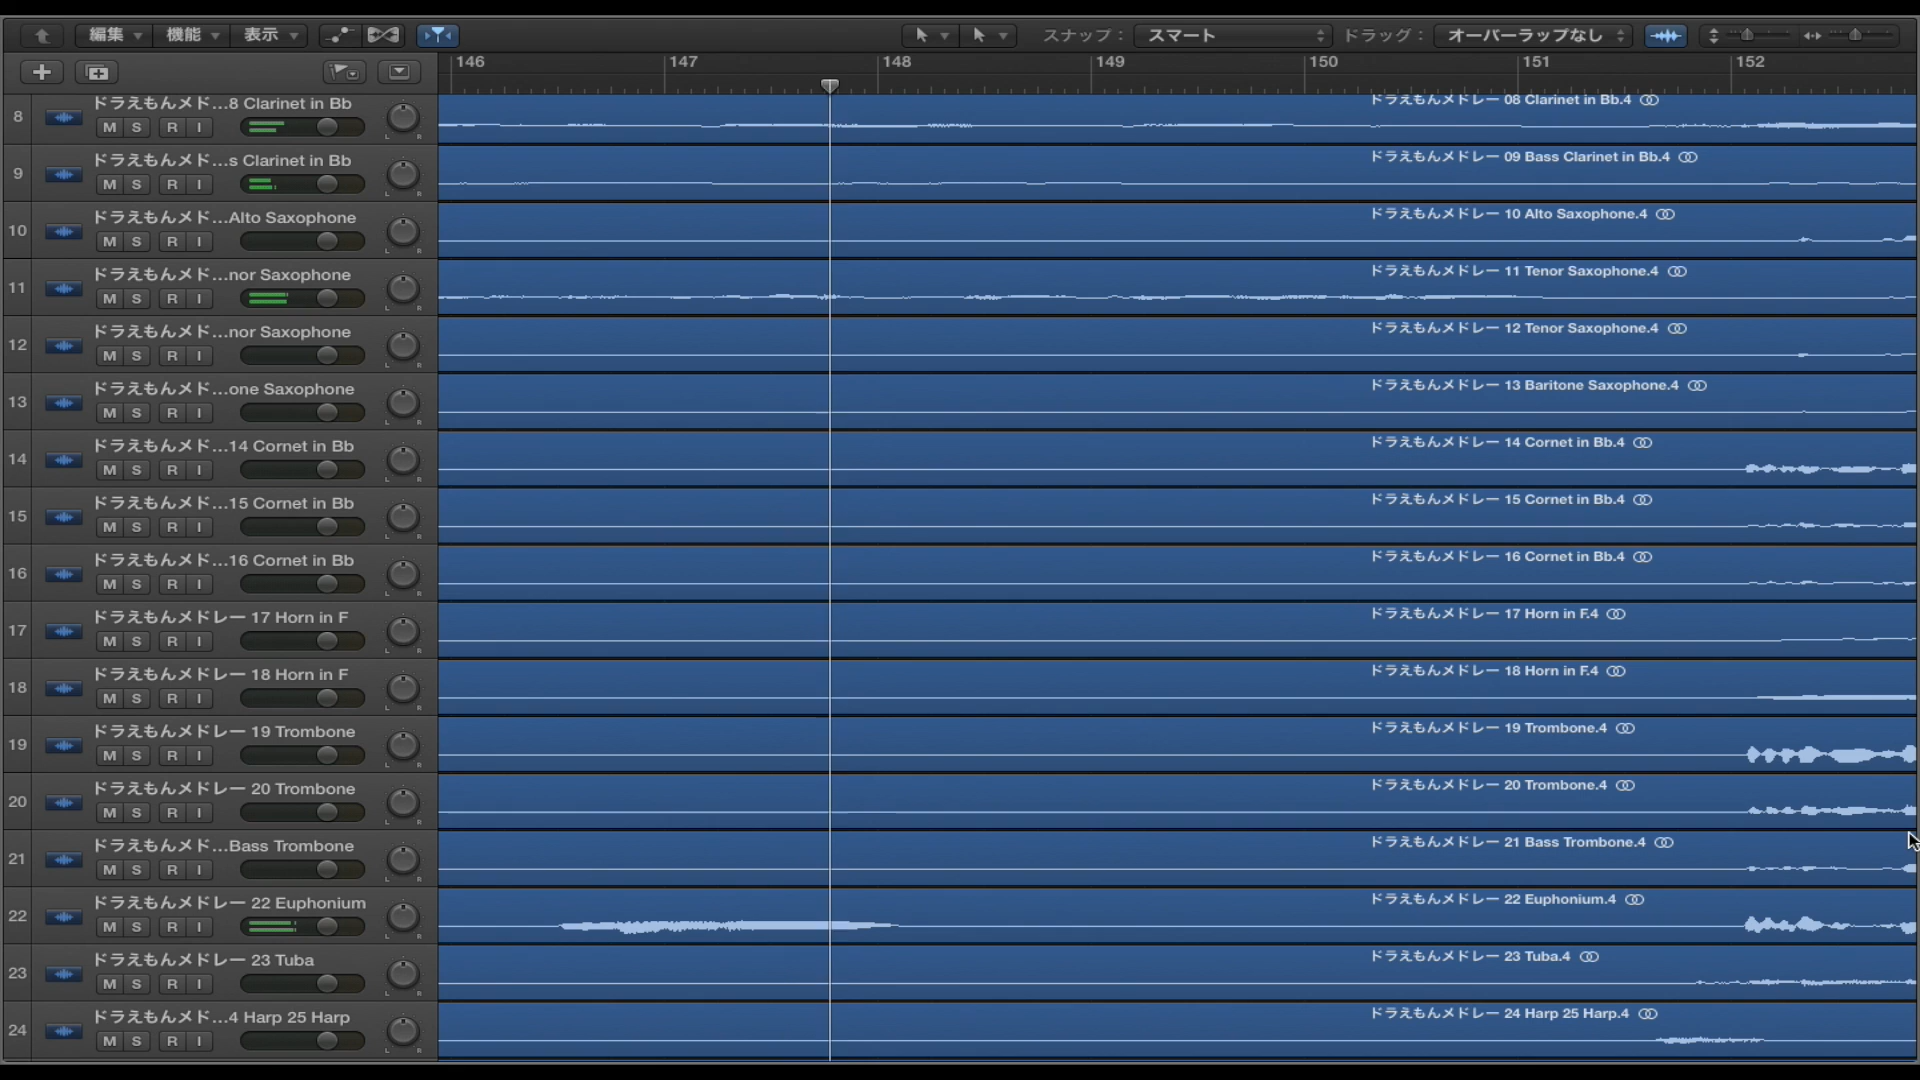 編集 機能 表示 スナップ： スマート ドラッグ： オーバーラップなし
146 147 148 149 150 151 152
8 ドラえもんメド...8 Clarinet in Bb ドラえもんメドレー 08 Clarinet in Bb.4
M S R I L R
9 ドラえもんメド...s Clarinet in Bb ドラえもんメドレー 09 Bass Clarinet in Bb.4
M S R I L R
10 ドラえもんメド...Alto Saxophone ドラえもんメドレー 10 Alto Saxophone.4
M S R I L R
11 ドラえもんメド...nor Saxophone ドラえもんメドレー 11 Tenor Saxophone.4
M S R I L R
12 ドラえもんメド...nor Saxophone ドラえもんメドレー 12 Tenor Saxophone.4
M S R I L R
13 ドラえもんメド...one Saxophone ドラえもんメドレー 13 Baritone Saxophone.4
M S R I L R
14 ドラえもんメド...14 Cornet in Bb ドラえもんメドレー 14 Cornet in Bb.4
M S R I L R
15 ドラえもんメド...15 Cornet in Bb ドラえもんメドレー 15 Cornet in Bb.4
M S R I L R
16 ドラえもんメド...16 Cornet in Bb ドラえもんメドレー 16 Cornet in Bb.4
M S R I L R
17 ドラえもんメドレー 17 Horn in F ドラえもんメドレー 17 Horn in F.4
M S R I L R
18 ドラえもんメドレー 18 Horn in F ドラえもんメドレー 18 Horn in F.4
M S R I L R
19 ドラえもんメドレー 19 Trombone ドラえもんメドレー 19 Trombone.4
M S R I L R
20 ドラえもんメドレー 20 Trombone ドラえもんメドレー 20 Trombone.4
M S R I L R
21 ドラえもんメド...Bass Trombone ドラえもんメドレー 21 Bass Trombone.4
M S R I L R
22 ドラえもんメドレー 22 Euphonium ドラえもんメドレー 22 Euphonium.4
M S R I L R
23 ドラえもんメドレー 23 Tuba ドラえもんメドレー 23 Tuba.4
M S R I L R
24 ドラえもんメド...4 Harp 25 Harp ドラえもんメドレー 24 Harp 25 Harp.4
M S R I L R